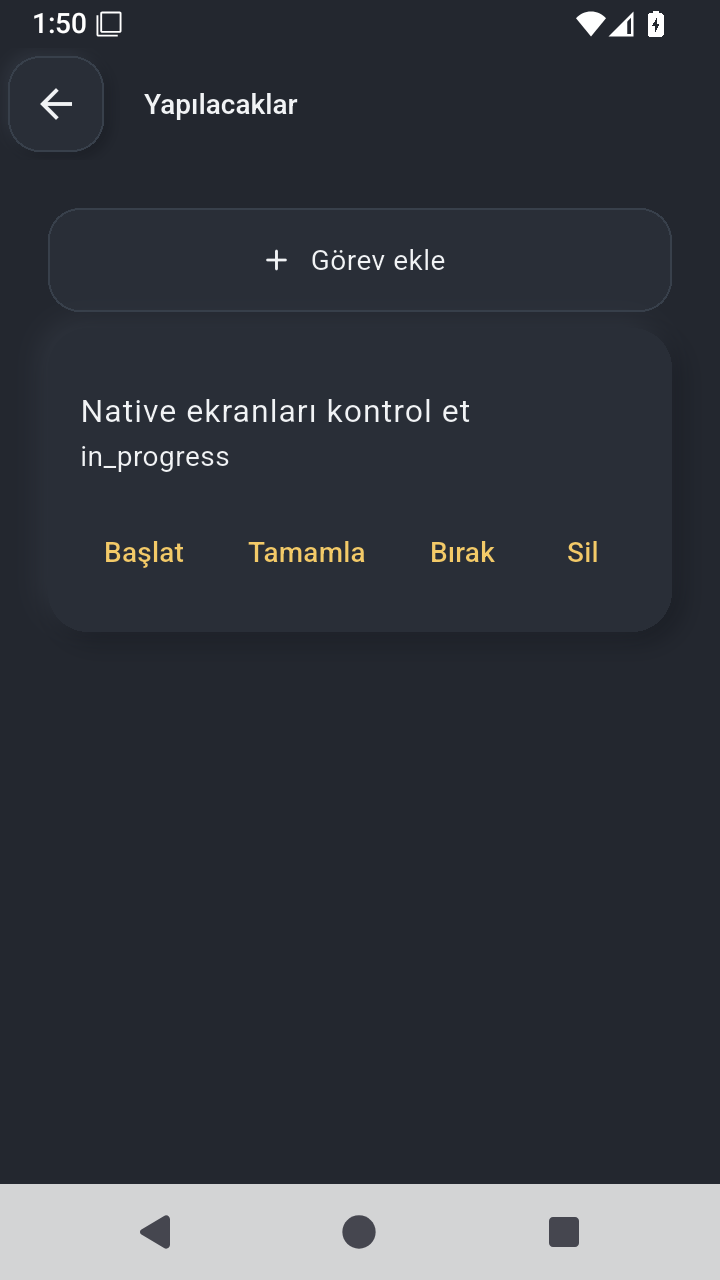 1:50
Yapılacaklar
Görev ekle
Native ekranları kontrol et
in_progress
Başlat Tamamla Bırak Sil